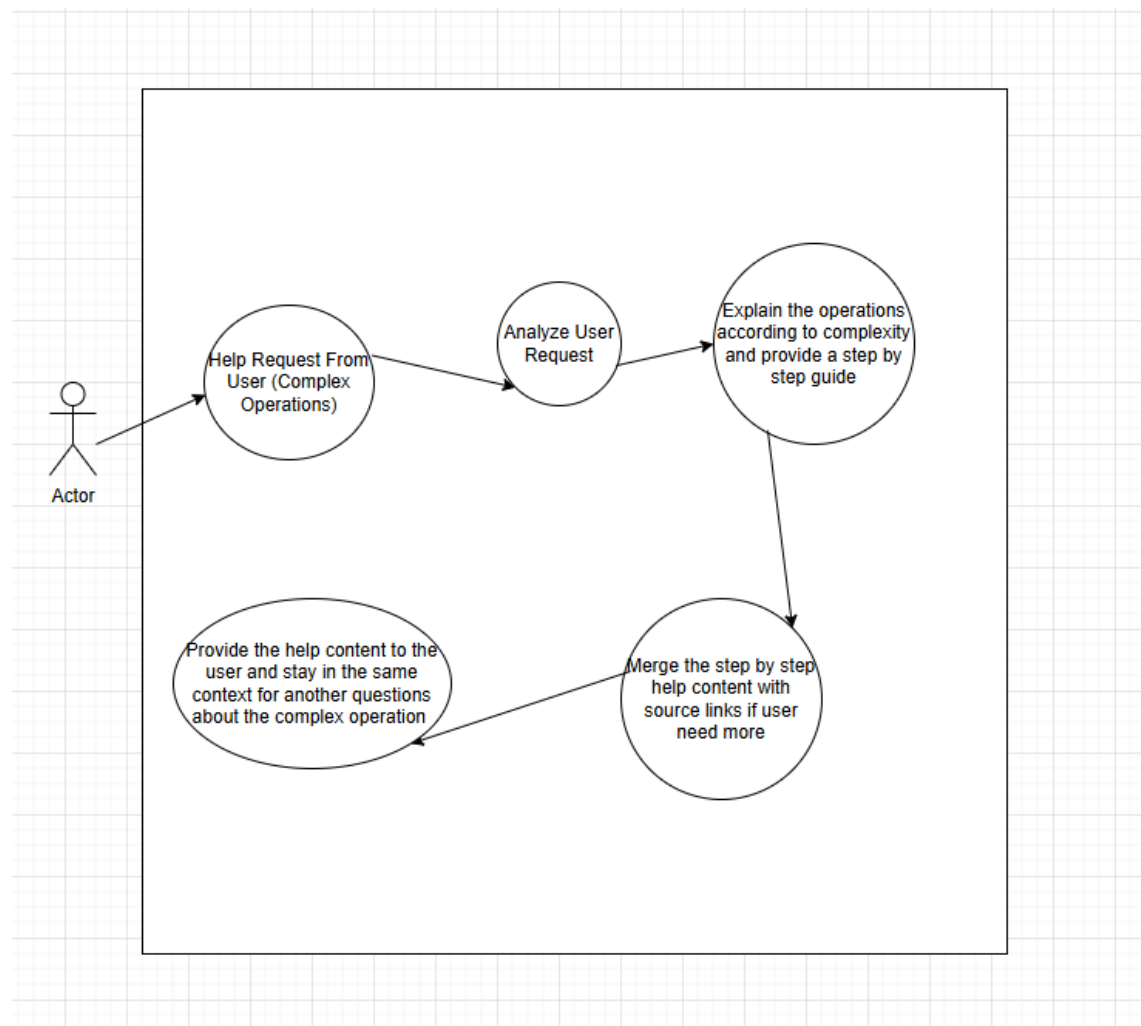 Help Request From
User (Complex
Operations)
Analyze User
Request
Explain the operations
according to complexity
and provide a step by
step guide
Actor
Provide the help content to the
user and stay in the same
context for another questions
about the complex operation
Merge the step by step
help content with
source links if user
need more